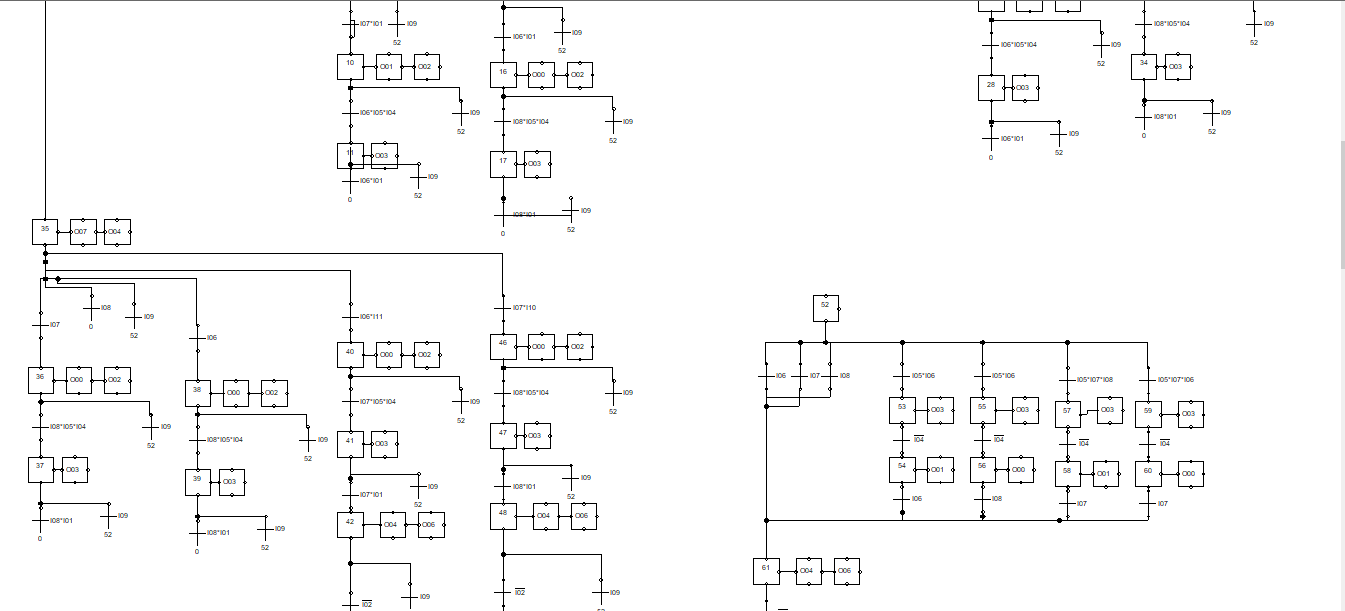 I07*I01
I09
52
I06*I01
I09
52
I06*I05*I04
I09
52
I08*I05*I04
I09
52
10
O01
O02
16
O00
O02
28
O03
34
O03
I06*I05*I04
I09
52
I08*I05*I04
I09
52
I06*I01
I09
0
52
I08*I01
I09
0
52
11
O03
17
O03
I06*I01
I09
0
52
I08*I01
I09
0
52
35
O07
O04
I07
I08
0
I09
52
I06
I06*I11
I07*I10
52
36
O00
O02
38
O00
O02
40
O00
O02
46
O00
O02
I06
I07
I08
I05*I06
I05*I06
I05*I07*I08
I05*I07*I06
I08*I05*I04
I09
52
I08*I05*I04
I09
52
I07*I05*I04
I09
52
I08*I05*I04
I09
52
53
O03
55
O03
57
O03
59
O03
I04
I04
I04
I04
37
O03
39
O03
41
O03
47
O03
54
O01
56
O00
58
O01
60
O00
I06
I08
I07
I07
I08*I01
I09
0
52
I08*I01
I09
0
52
I07*I01
I09
52
I08*I01
I09
52
42
O04
O06
48
O04
O06
61
O04
O06
I02
I09
I02
I09